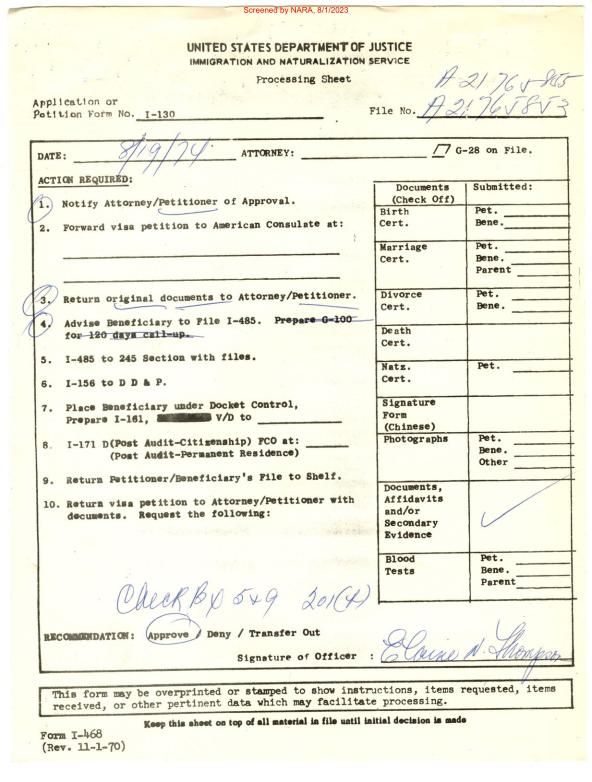 Screened by NARA, 8/1/2023
UNITED STATES DEPARTMENT OF JUSTICE
IMMIGRATION AND NATURALIZATION SERVICE
Processing Sheet
A 21 765 855
Application or
Petition Form No. I-130 File No. A 21 765 853
DATE: 8/19/74 ATTORNEY: G-28 on File.
ACTION REQUIRED:
1. Notify Attorney/Petitioner of Approval.
2. Forward visa petition to American Consulate at:
3. Return original documents to Attorney/Petitioner.
4. Advise Beneficiary to File I-485. Prepare G-100
for 120 days call-up.
5. I-485 to 245 Section with files.
6. I-156 to D D & P.
7. Place Beneficiary under Docket Control,
Prepare I-161, V/D to
8. I-171 D(Post Audit-Citizenship) FCO at:
(Post Audit-Permanent Residence)
9. Return Petitioner/Beneficiary's File to Shelf.
10. Return visa petition to Attorney/Petitioner with
documents. Request the following:
Documents Submitted:
(Check Off)
Birth Pet.
Cert. Bene.
Marriage Pet.
Cert. Bene.
Parent
Divorce Pet.
Cert. Bene.
Death
Cert.
Natz. Pet.
Cert.
Signature
Form
(Chinese)
Photographs Pet.
Bene.
Other
Documents,
Affidavits
and/or
Secondary
Evidence
Blood Pet.
Tests Bene.
Parent
Check Bx 5 & 9 201(A)
RECOMMENDATION: Approve / Deny / Transfer Out
Signature of Officer : Elaine N. Thompson
This form may be overprinted or stamped to show instructions, items requested, items
received, or other pertinent data which may facilitate processing.
Keep this sheet on top of all material in file until initial decision is made
Form I-468
(Rev. 11-1-70)